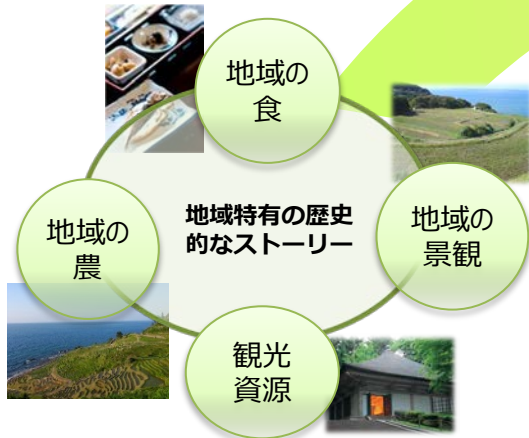 地域の
食
地域特有の歴史
的なストーリー
地域の
農
地域の
景観
観光
資源